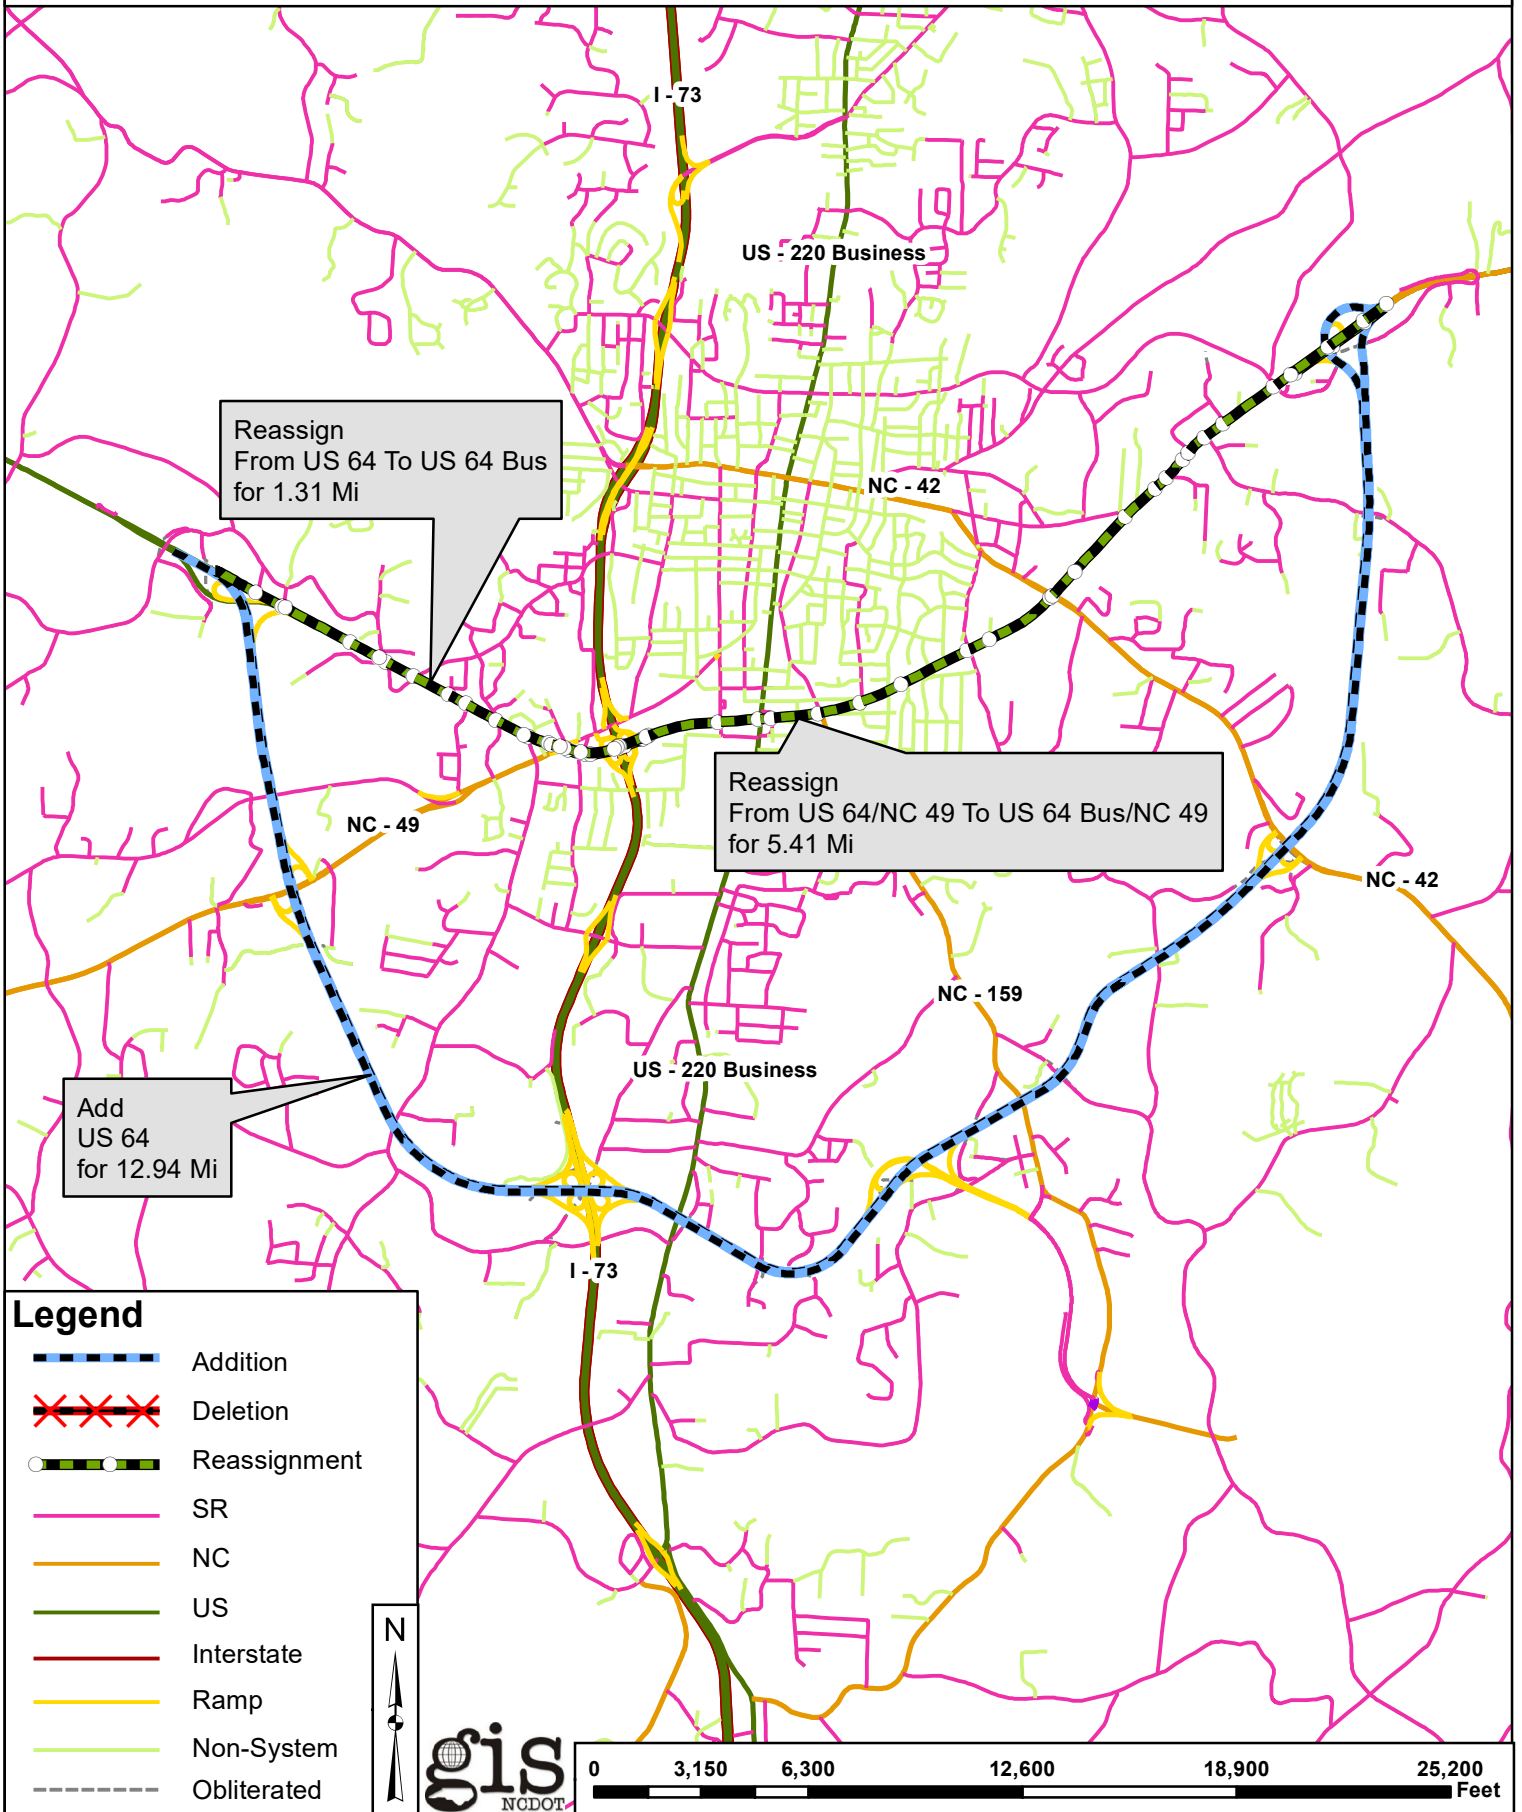 I - 73
US - 220 Business
Reassign
From US 64 To US 64 Bus
for 1.31 Mi
NC - 42
Reassign
From US 64/NC 49 To US 64 Bus/NC 49
for 5.41 Mi
NC - 49
NC - 42
NC - 159
US - 220 Business
Add
US 64
for 12.94 Mi
I - 73
Legend
Addition
Deletion
Reassignment
SR
NC
US
Interstate
Ramp
Non-System
Obliterated
N
gis
NCDOT
0 3,150 6,300 12,600 18,900 25,200
Feet